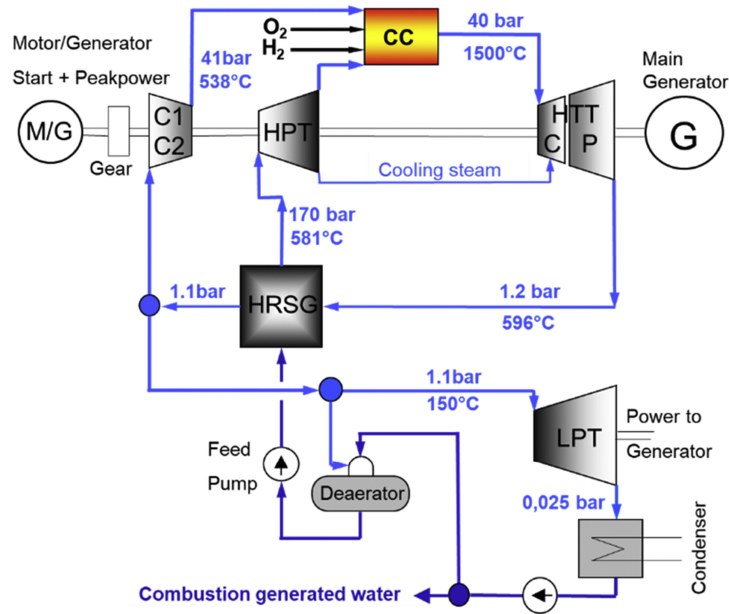 Motor/Generator
Start + Peakpower
41bar
538°C
O₂
H₂
CC
40 bar
1500°C
Main
Generator
M/G
Gear
C1
C2
HPT
HTT
C
P
G
Cooling steam
170 bar
581°C
1.1bar
HRSG
1.2 bar
596°C
1.1bar
150°C
LPT
Power to
Generator
Feed
Pump
Deaerator
0,025 bar
Condenser
Combustion generated water